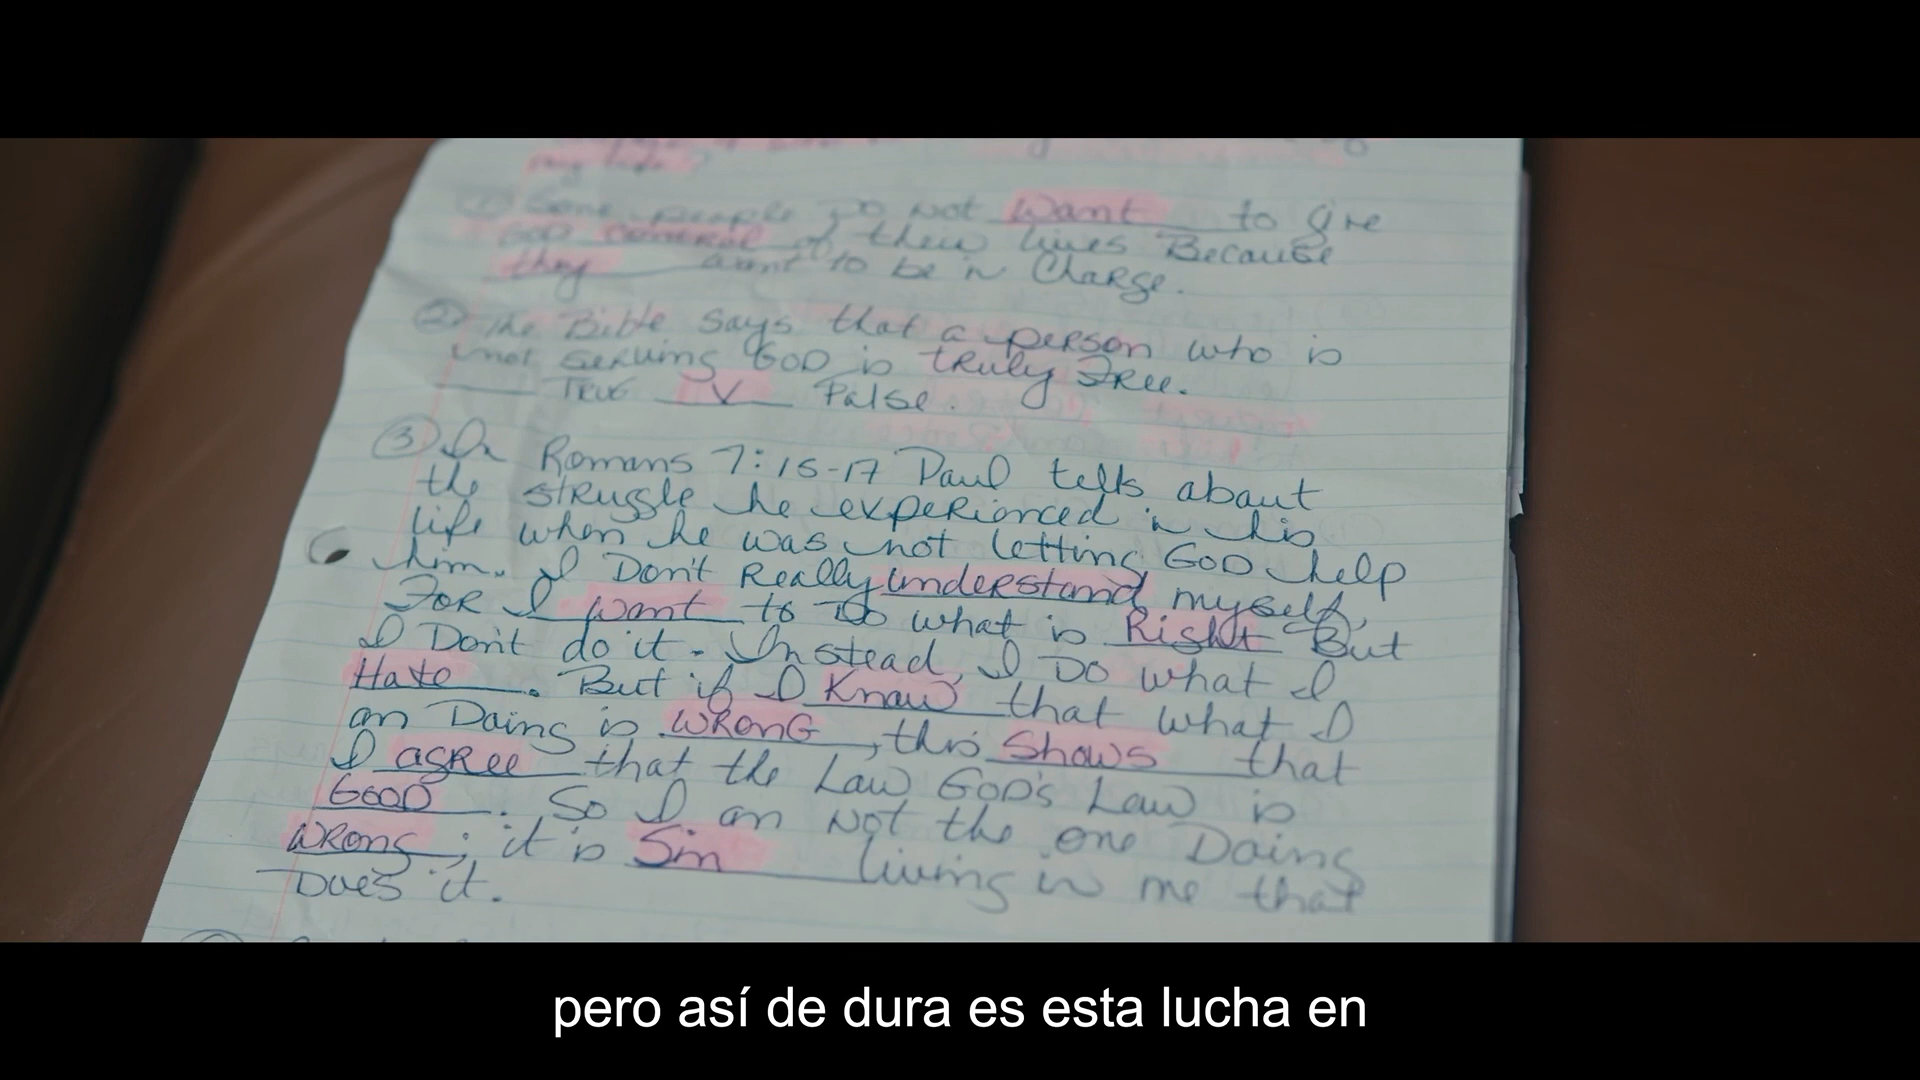 my life?
① Some people do not Want to give
GOD CONTROL of their lives Because
they want to be in Charge.
② The Bible says that a person who is
not serving GOD is truly Free.
____ TRUE __V__ False.
③ In Romans 7:15-17 Paul tells about
the struggle he experienced in his
life when he was not letting GOD help
him. I Don't Really understand myself,
For I want to Do what is Right But
I Don't do it. Instead, I DO what I
Hate. But if I Know that what I
am Doing is WRONG, this Shows that
I agree that the Law GOD's Law is
GOOD. So I am NOT the one Doing
WRong; it is Sin living in me that
Does it.
pero así de dura es esta lucha en